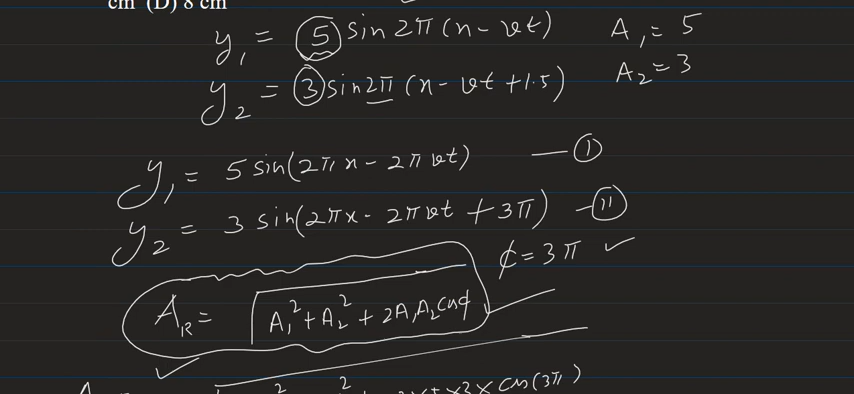 cm (D) 8 cm
y₁ = 5 sin 2π (x - vt) A₁ = 5
y₂ = 3 sin 2π (x - vt + 1.5) A₂ = 3
y₁ = 5 sin(2πx - 2πvt) — (I)
y₂ = 3 sin(2πx - 2πvt + 3π) — (II)
¢ = 3π ✓
A_R = √A₁² + A₂² + 2A₁A₂ cosϕ
cos(3π)